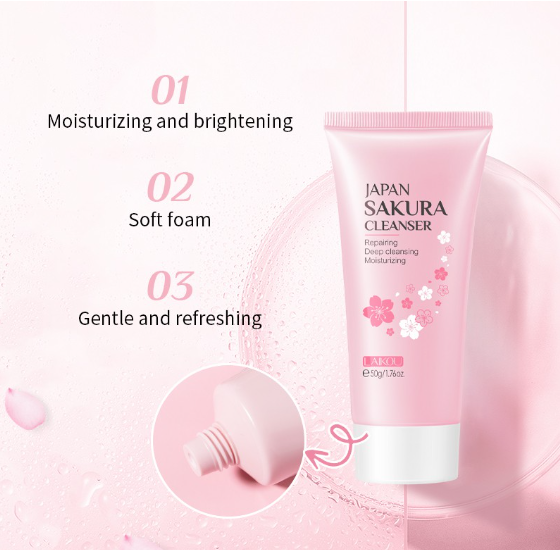 01
Moisturizing and brightening
02
Soft foam
03
Gentle and refreshing
JAPAN
SAKURA
CLEANSER
Repairing
Deep cleansing
Moisturizing
LAIKOU
℮50g/1.76oz